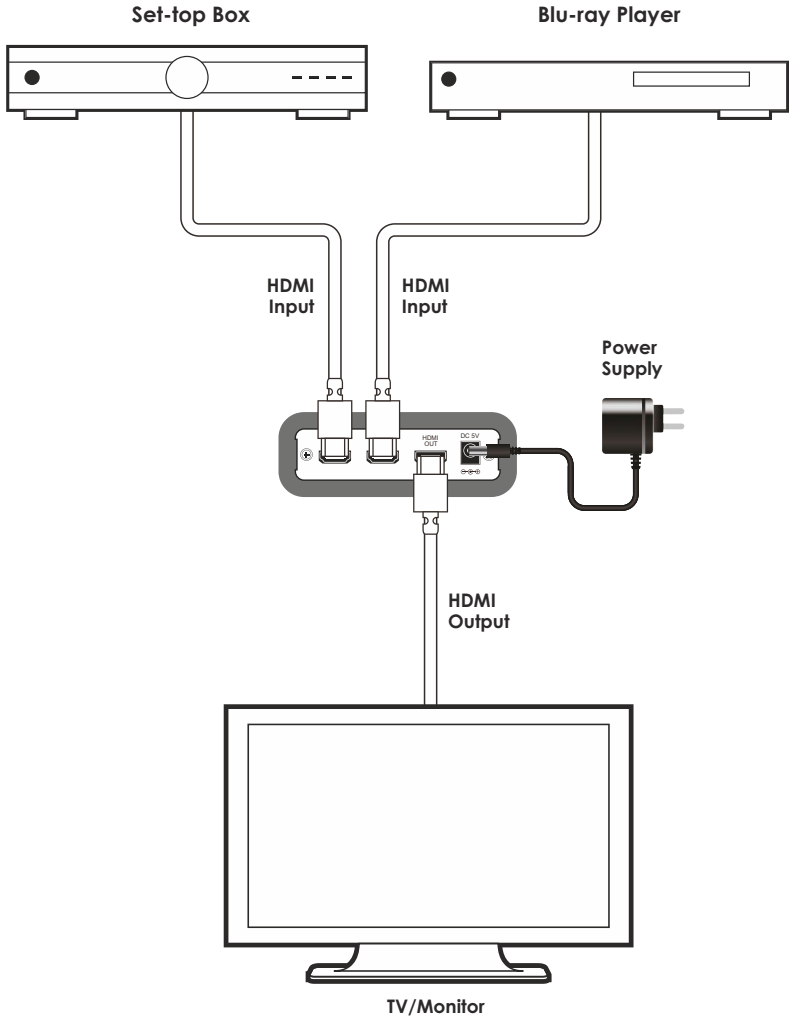 Set-top Box
Blu-ray Player
HDMI
Input
HDMI
Input
Power
Supply
HDMI
OUT
DC 5V
HDMI
Output
TV/Monitor